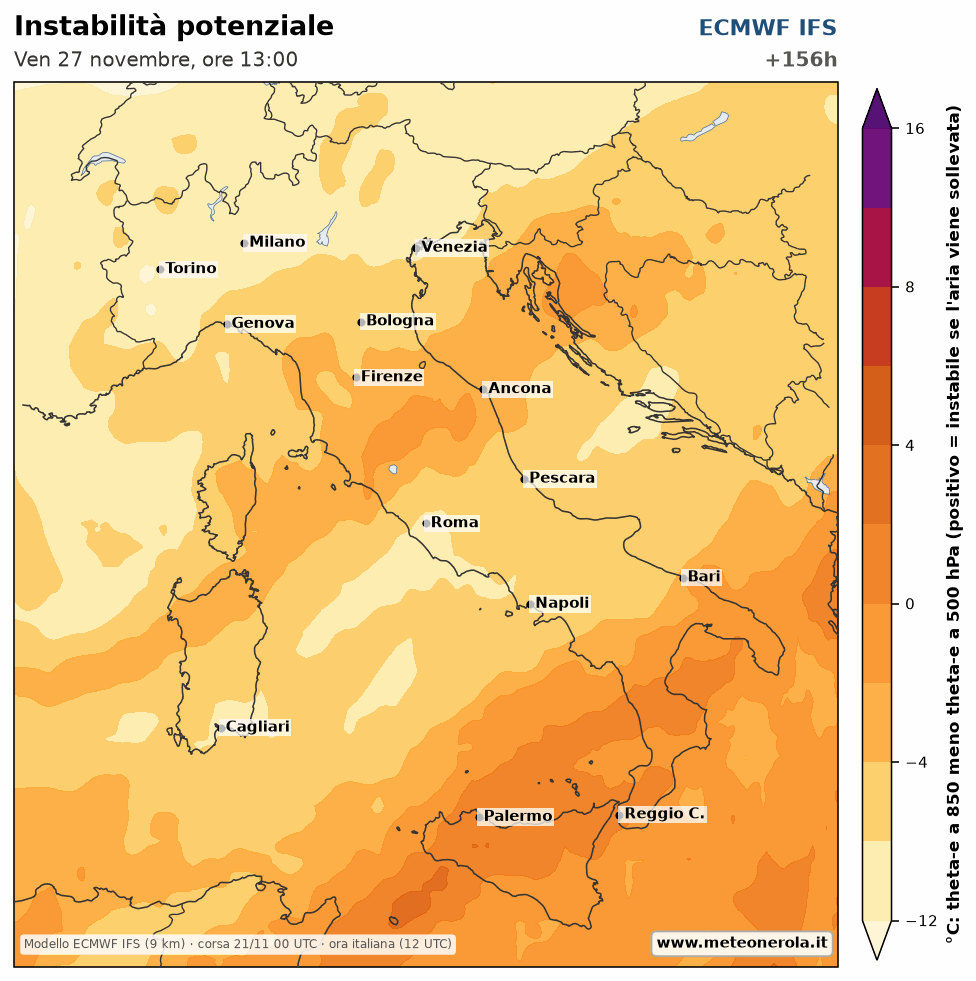 Instabilità potenziale
ECMWF IFS
Ven 27 novembre, ore 13:00
+156h
Milano
Venezia
Torino
Genova
Bologna
Firenze
Ancona
Pescara
Roma
Bari
Napoli
Cagliari
Palermo
Reggio C.
16
8
4
0
−4
−12
°C: theta-e a 850 meno theta-e a 500 hPa (positivo = instabile se l'aria viene sollevata)
Modello ECMWF IFS (9 km) · corsa 21/11 00 UTC · ora italiana (12 UTC)
www.meteonerola.it